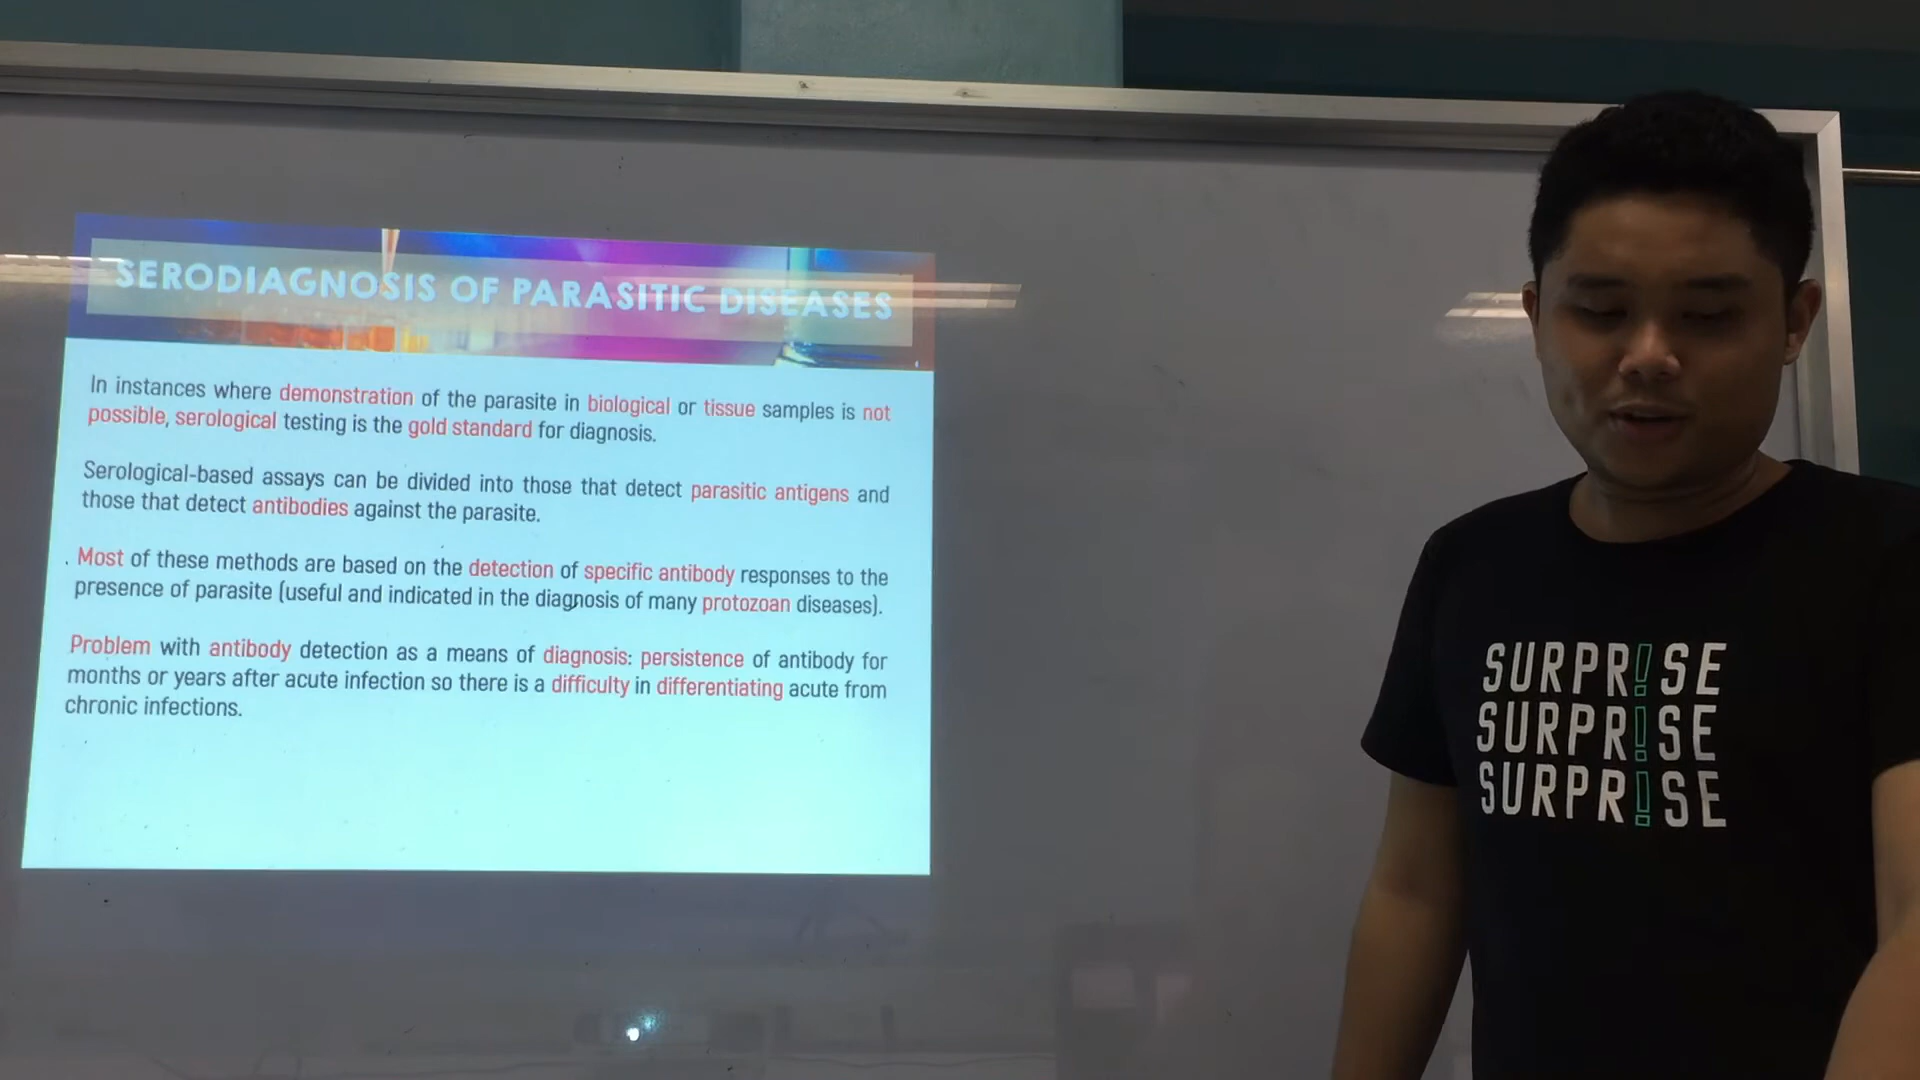 SERODIAGNOSIS OF PARASITIC DISEASES
In instances where demonstration of the parasite in biological or tissue samples is not
possible, serological testing is the gold standard for diagnosis.
Serological-based assays can be divided into those that detect parasitic antigens and
those that detect antibodies against the parasite.
. Most of these methods are based on the detection of specific antibody responses to the
presence of parasite (useful and indicated in the diagnosis of many protozoan diseases).
Problem with antibody detection as a means of diagnosis: persistence of antibody for
months or years after acute infection so there is a difficulty in differentiating acute from
chronic infections.
SURPR!SE
SURPR!SE
SURPR!SE